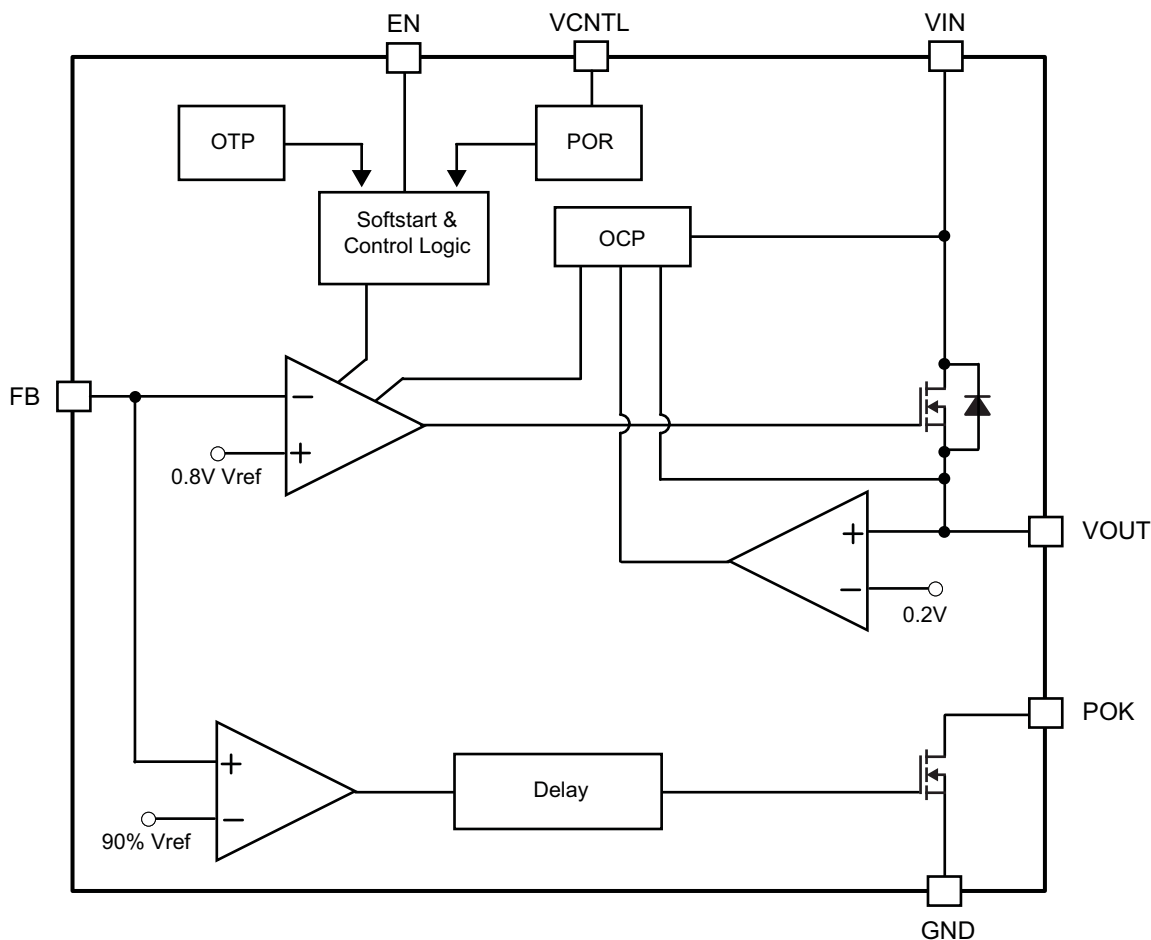 EN
VCNTL
VIN
OTP
POR
Softstart &
Control Logic
OCP
FB
−
+
0.8V Vref
+
VOUT
−
0.2V
POK
+
Delay
−
90% Vref
GND